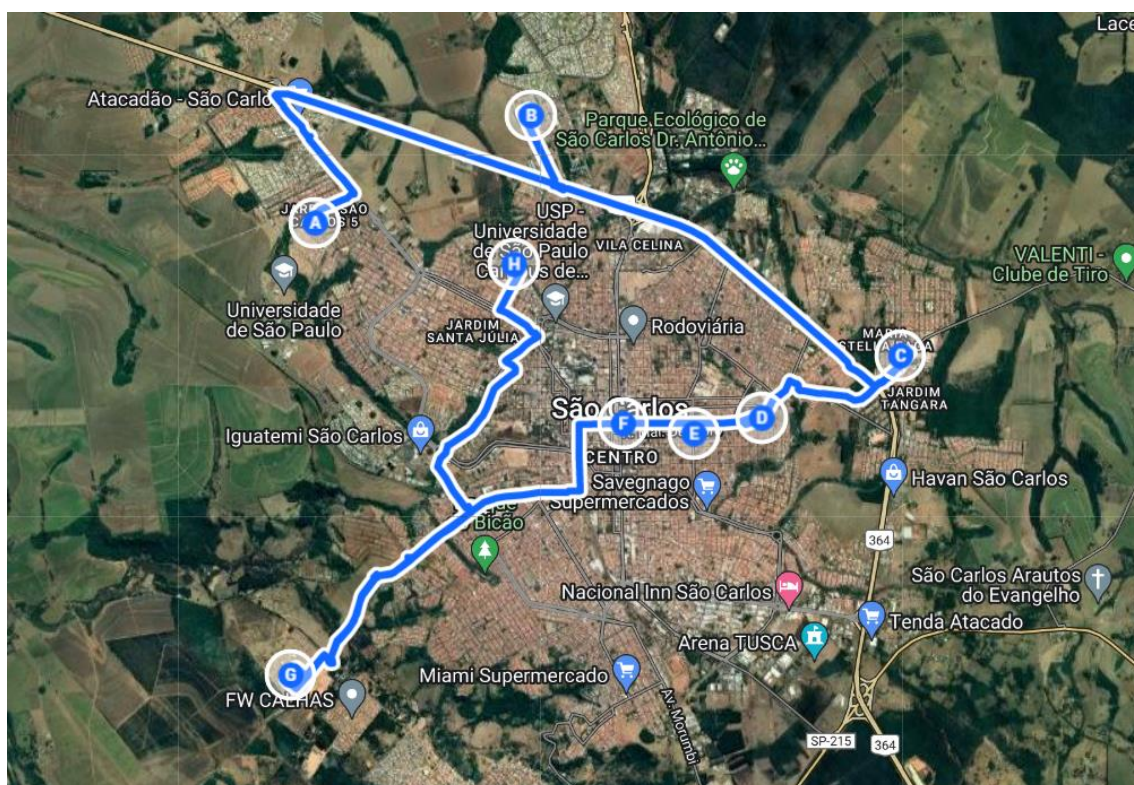 Lace
Atacadão - São Carlo
B
Parque Ecológico de
São Carlos Dr. Antônio...
A
USP -
Universidade
de São Paulo
VILA CELINA
H
VALENTI -
Clube de Tiro
Universidade
de São Paulo
JARDIM
SANTA JÚLIA
Rodoviária
MARIA
C
JARDIM
TANGARA
São Carlos
F
E
D
Iguatemi São Carlos
CENTRO
Savegnago
Supermercados
Havan São Carlos
Bicão
364
Nacional Inn São Carlos
São Carlos Arautos
do Evangelho
Tenda Atacado
Arena TUSCA
G
Miami Supermercado
FW CALHAS
Av. Morumbi
SP-215
364